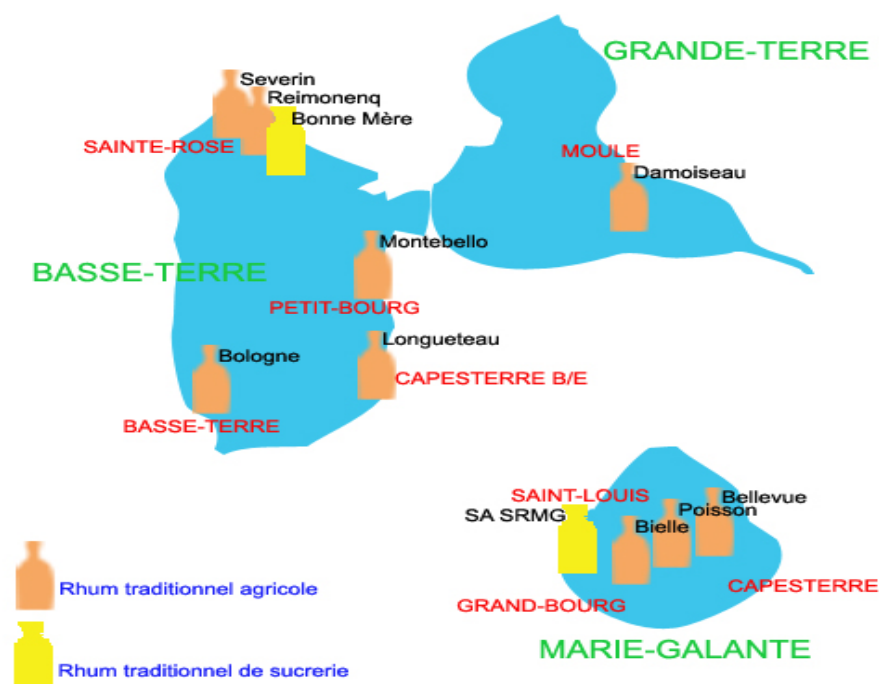 GRANDE-TERRE
Severin
Reimonenq
Bonne Mère
SAINTE-ROSE
MOULE
Damoiseau
Montebello
BASSE-TERRE
PETIT-BOURG
Longueteau
Bologne
CAPESTERRE B/E
BASSE-TERRE
SAINT-LOUIS
Bellevue
Poisson
SA SRMG
Bielle
CAPESTERRE
GRAND-BOURG
MARIE-GALANTE
Rhum traditionnel agricole
Rhum traditionnel de sucrerie